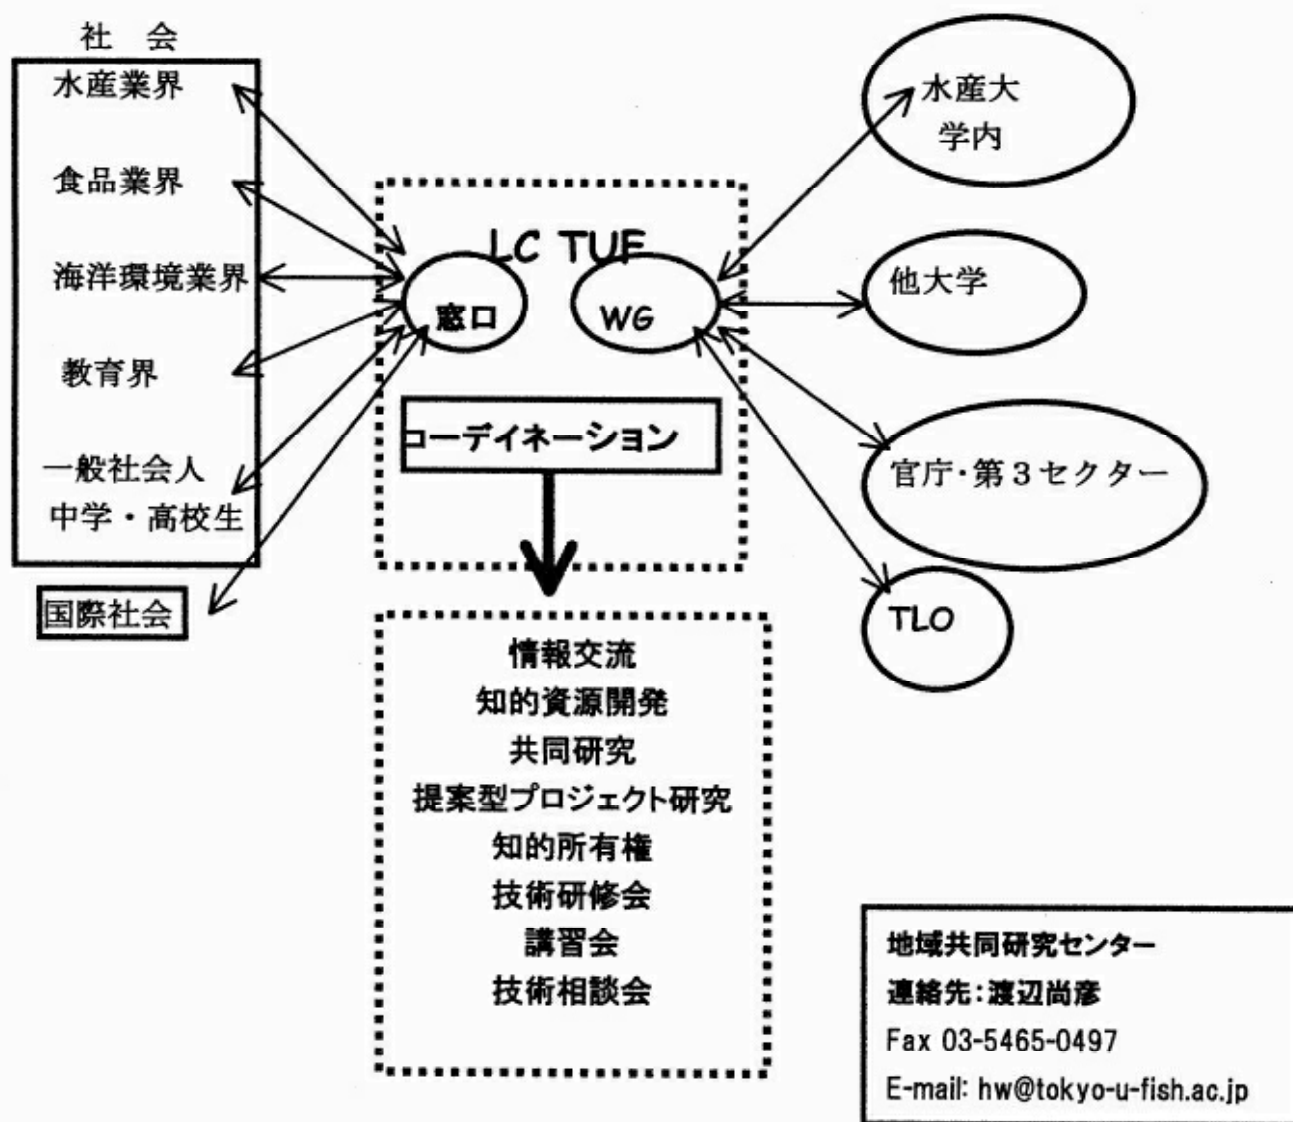 社　会
水産業界
食品業界
海洋環境業界
教育界
一般社会人
中学・高校生
国際社会
LC TUF
窓口
WG
コーデイネーション
情報交流
知的資源開発
共同研究
提案型プロジェクト研究
知的所有権
技術研修会
講習会
技術相談会
水産大
学内
他大学
官庁・第３セクター
TLO
地域共同研究センター
連絡先：渡辺尚彦
Fax 03-5465-0497
E-mail: hw@tokyo-u-fish.ac.jp